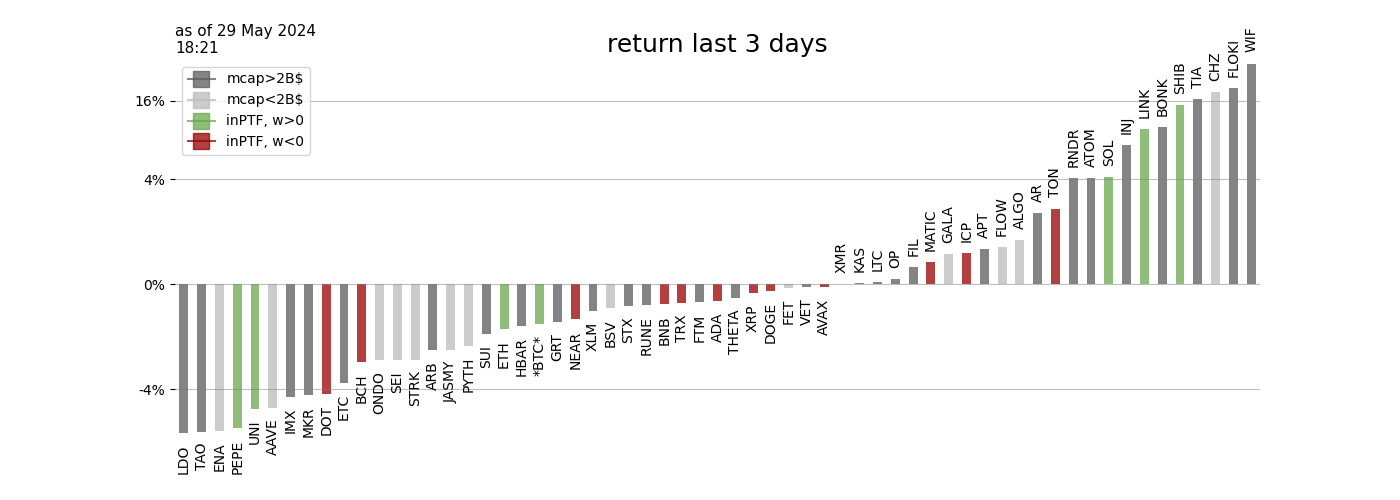 as of 29 May 2024
18:21
return last 3 days
mcap>2B$
mcap<2B$
inPTF, w>0
inPTF, w<0
16%
4%
0%
-4%
LDO
TAO
ENA
PEPE
UNI
AAVE
IMX
MKR
DOT
ETC
BCH
ONDO
SEI
STRK
ARB
JASMY
PYTH
SUI
ETH
HBAR
*BTC*
GRT
NEAR
XLM
BSV
STX
RUNE
BNB
TRX
FTM
ADA
THETA
XRP
DOGE
FET
VET
AVAX
XMR
KAS
LTC
OP
FIL
MATIC
GALA
ICP
APT
FLOW
ALGO
AR
TON
RNDR
ATOM
SOL
INJ
LINK
BONK
SHIB
TIA
CHZ
FLOKI
WIF